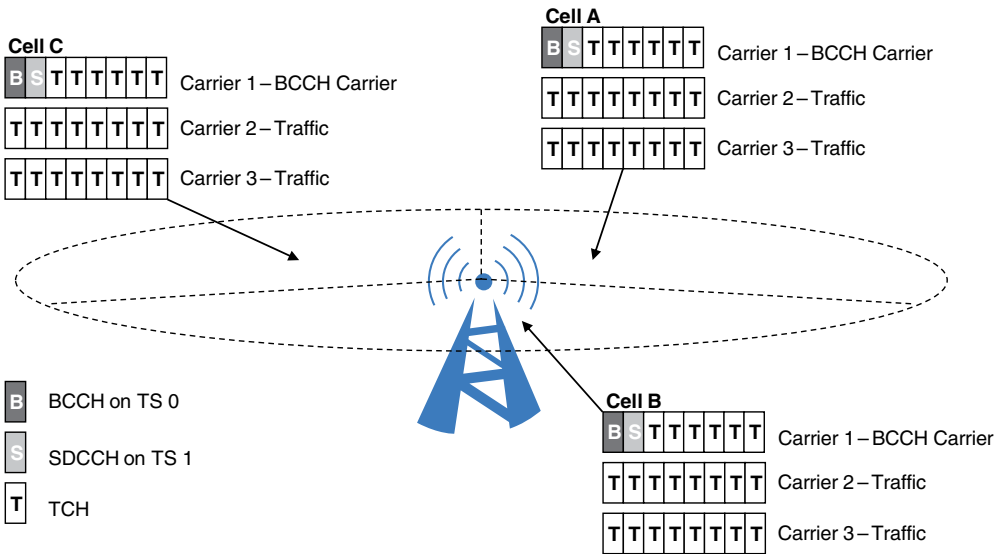 Cell A
B S T T T T T T Carrier 1–BCCH Carrier
T T T T T T T T Carrier 2–Traffic
T T T T T T T T Carrier 3–Traffic
Cell C
B S T T T T T T Carrier 1–BCCH Carrier
T T T T T T T T Carrier 2–Traffic
T T T T T T T T Carrier 3–Traffic
B BCCH on TS 0
S SDCCH on TS 1
T TCH
Cell B
B S T T T T T T Carrier 1–BCCH Carrier
T T T T T T T T Carrier 2–Traffic
T T T T T T T T Carrier 3–Traffic